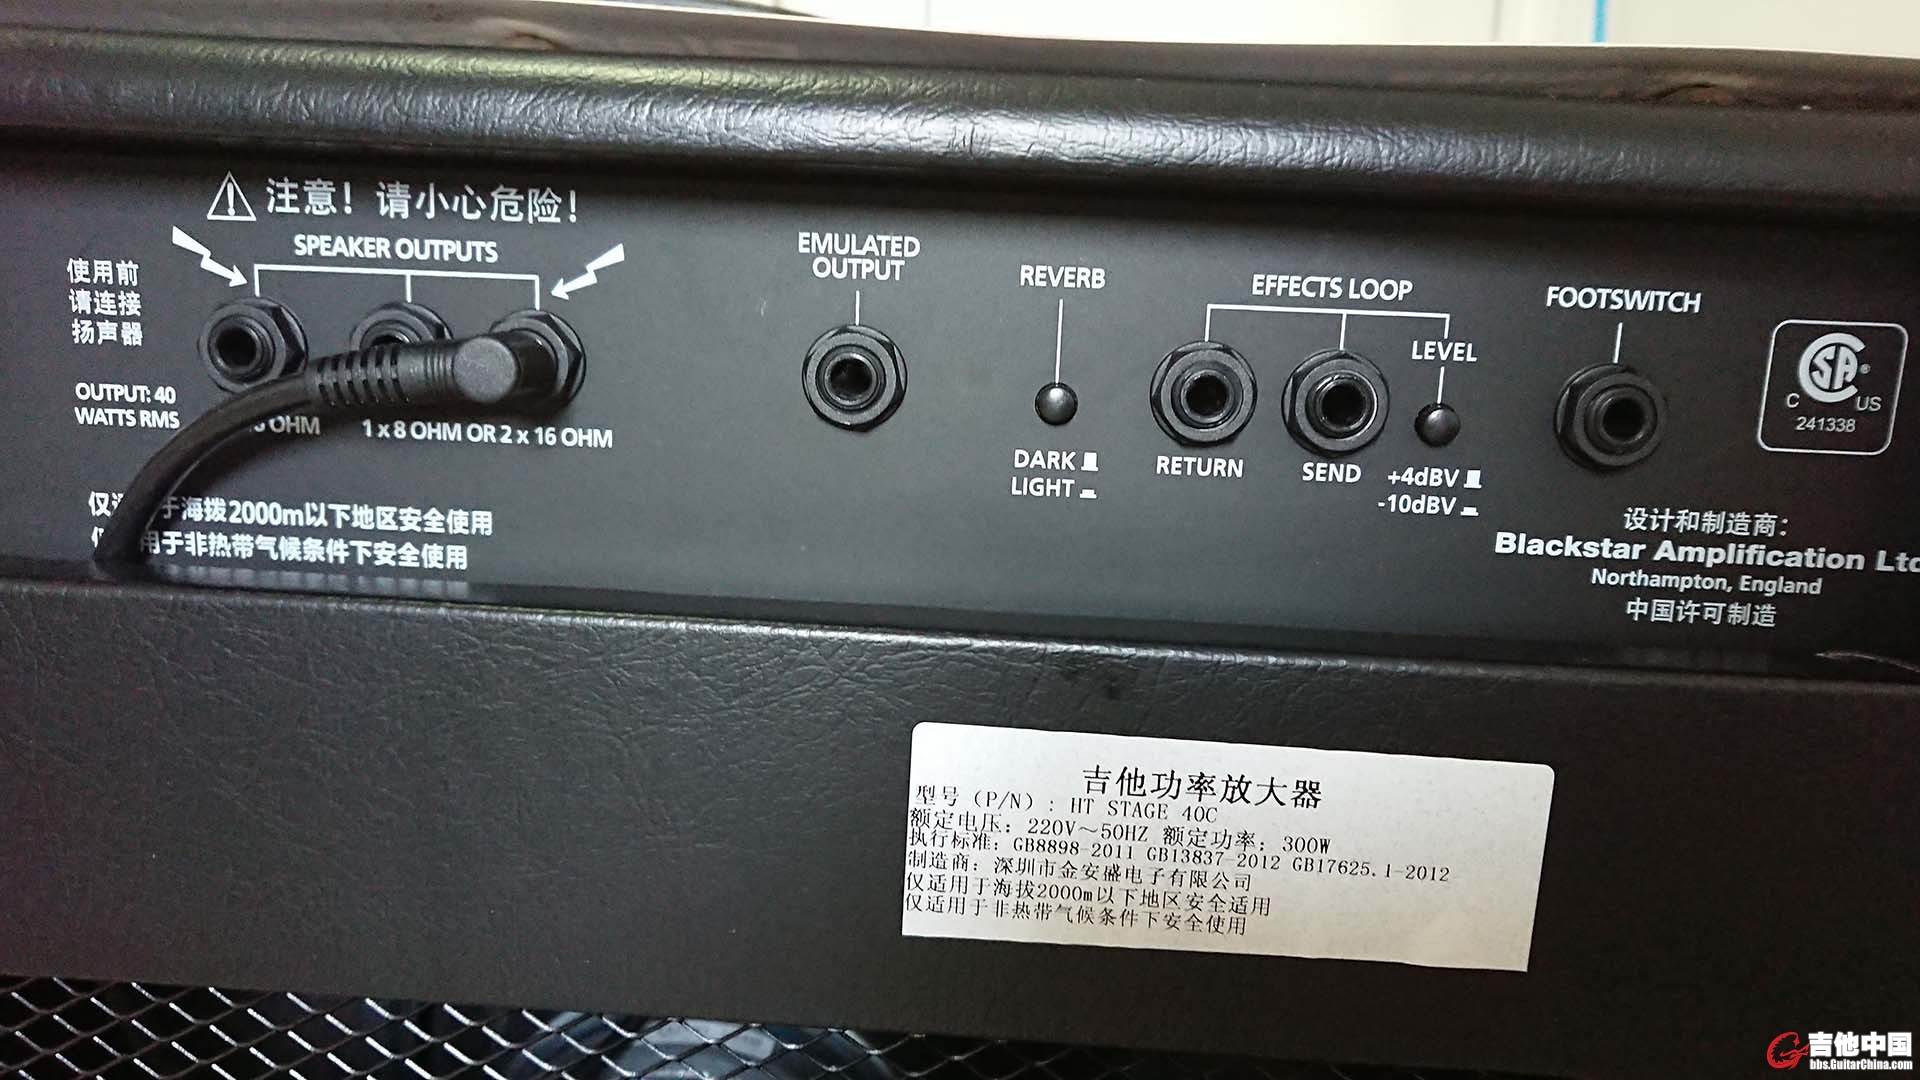 注意！请小心危险！
SPEAKER OUTPUTS
使用前
请连接
扬声器
OUTPUT: 40
WATTS RMS
OHM
1 x 8 OHM OR 2 x 16 OHM
于海拨2000m以下地区安全使用
用于非热带气候条件下安全使用
EMULATED
OUTPUT
REVERB
DARK
LIGHT
EFFECTS LOOP
LEVEL
RETURN
SEND
+4dBV
-10dBV
FOOTSWITCH
CSA®
C US
241338
设计和制造商：
Blackstar Amplification Ltd
Northampton, England
中国许可制造
吉他功率放大器
型号（P/N）：HT STAGE 40C
额定电压：220V～50HZ 额定功率：300W
执行标准：GB8898-2011 GB13837-2012 GB17625.1-2012
制造商：深圳市金安盛电子有限公司
仅适用于海拔2000m以下地区安全适用
仅适用于非热带气候条件下安全使用
吉他中国
bbs.GuitarChina.com